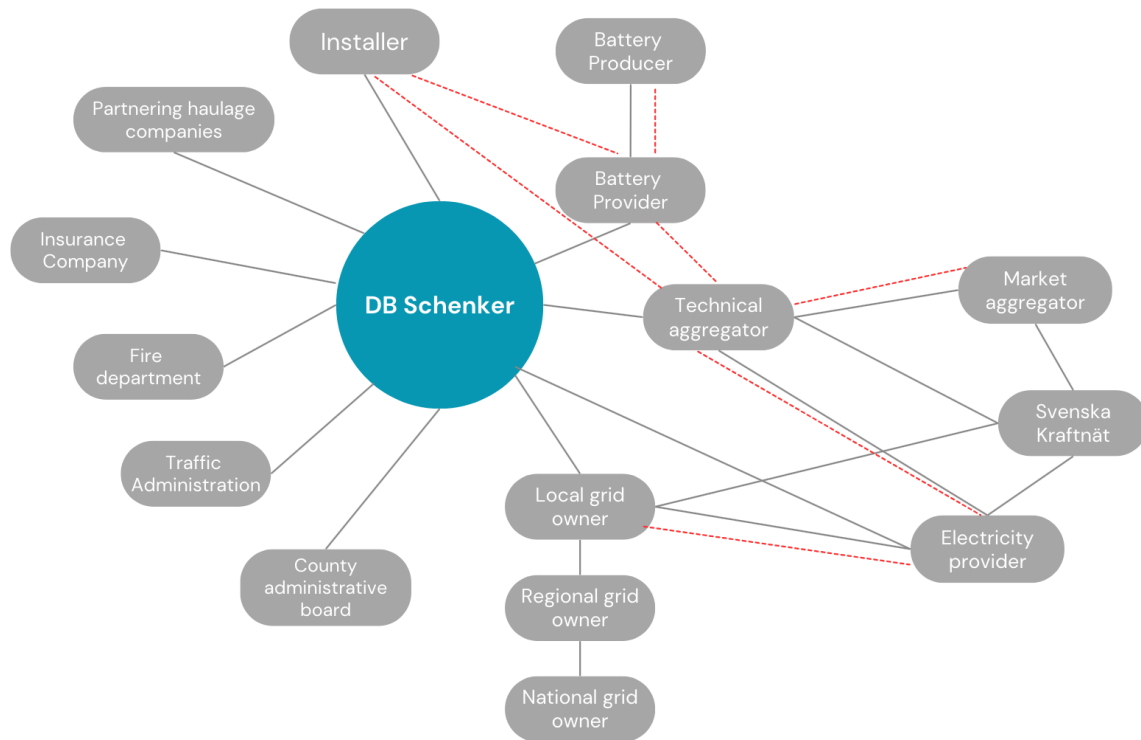 Installer
Battery
Producer
Partnering haulage
companies
Battery
Provider
Insurance
Company
DB Schenker
Technical
aggregator
Market
aggregator
Fire
department
Svenska
Kraftnät
Traffic
Administration
Local grid
owner
Electricity
provider
County
administrative
board
Regional grid
owner
National grid
owner